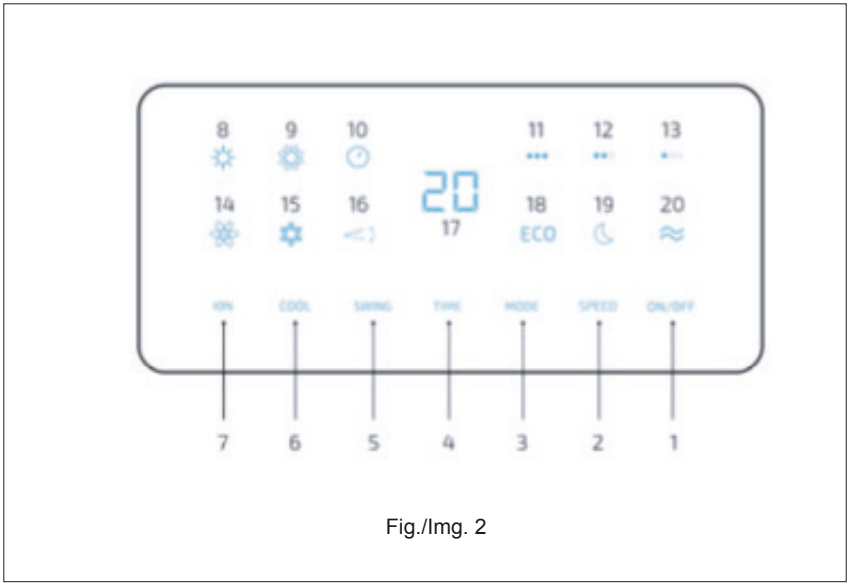 8 9 10 11 12 13
20
14 15 16 17 18 19 20
ECO
ION COOL SWING TIME MODE SPEED ON/OFF
7 6 5 4 3 2 1
Fig./Img. 2